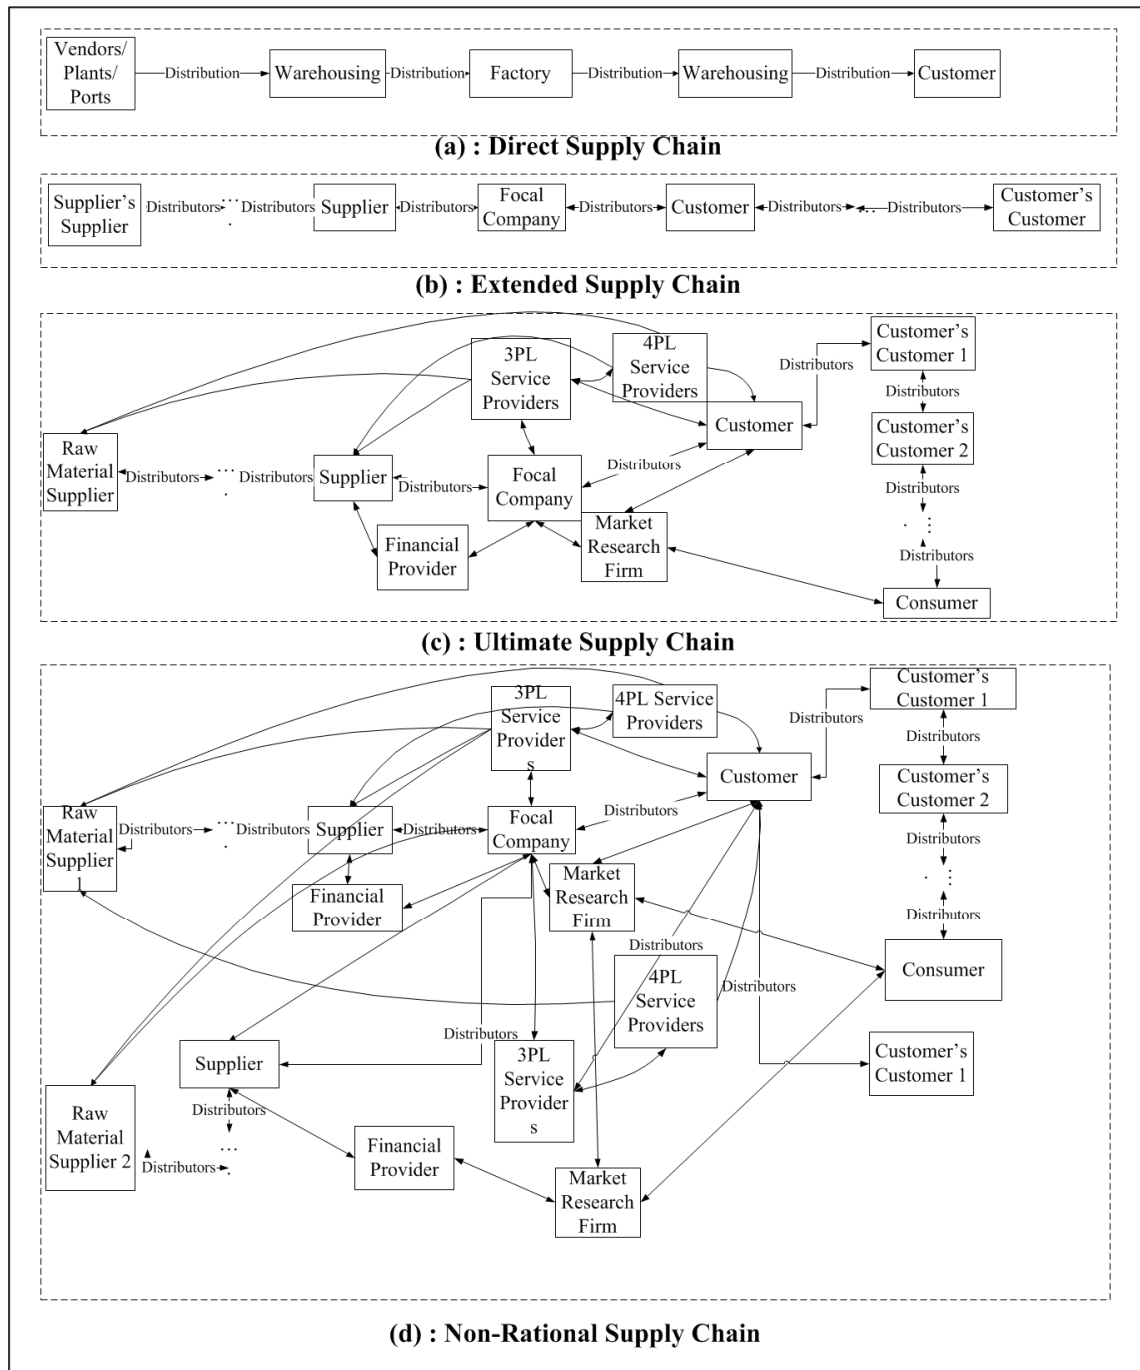 Vendors/
Plants/
Ports
Distribution
Warehousing
Distribution
Factory
Distribution
Warehousing
Distribution
Customer
(a) : Direct Supply Chain
Supplier's
Supplier
Distributors
...
.
Distributors
Supplier
Distributors
Focal
Company
Distributors
Customer
Distributors
...
Distributors
Customer's
Customer
(b) : Extended Supply Chain
3PL
Service
Providers
4PL
Service
Providers
Distributors
Customer's
Customer 1
Distributors
Customer
Customer's
Customer 2
Raw
Material
Supplier
Distributors
...
.
Distributors
Supplier
Distributors
Focal
Company
Distributors
Distributors
. :
Financial
Provider
Market
Research
Firm
Distributors
Consumer
(c) : Ultimate Supply Chain
3PL
Service
Provider
s
4PL Service
Providers
Distributors
Customer's
Customer 1
Distributors
Customer
Customer's
Customer 2
Raw
Material
Supplier
1
Distributors
...
.
Distributors
Supplier
Distributors
Focal
Company
Distributors
Distributors
. :
Financial
Provider
Market
Research
Firm
Distributors
Distributors
Consumer
4PL
Service
Providers
Distributors
Distributors
Supplier
3PL
Service
Provider
s
Customer's
Customer 1
Raw
Material
Supplier 2
Distributors
...
.
Distributors
Financial
Provider
Market
Research
Firm
(d) : Non-Rational Supply Chain